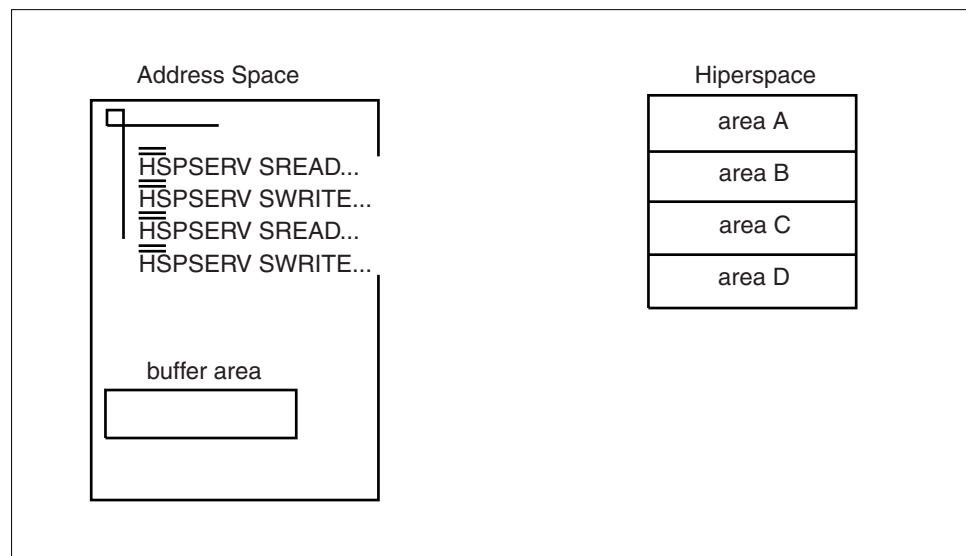 Address Space
HSPSERV SREAD...
HSPSERV SWRITE...
HSPSERV SREAD...
HSPSERV SWRITE...
buffer area
Hiperspace
area A
area B
area C
area D